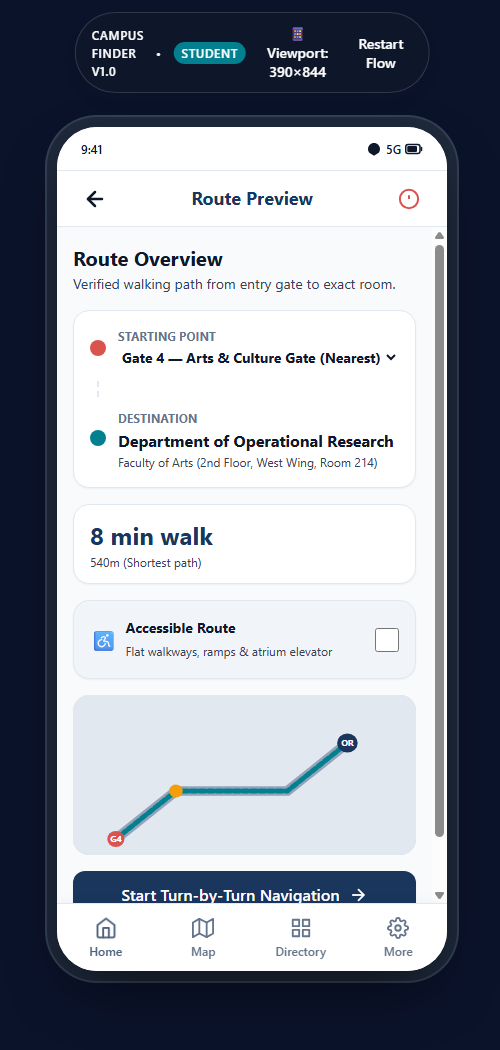 CAMPUS
FINDER
V1.0
•
STUDENT
Viewport:
390×844
Restart
Flow
9:41
5G
Route Preview
Route Overview
Verified walking path from entry gate to exact room.
STARTING POINT
Gate 4 — Arts & Culture Gate (Nearest)
DESTINATION
Department of Operational Research
Faculty of Arts (2nd Floor, West Wing, Room 214)
8 min walk
540m (Shortest path)
Accessible Route
Flat walkways, ramps & atrium elevator
OR
G4
Start Turn-by-Turn Navigation →
Home
Map
Directory
More